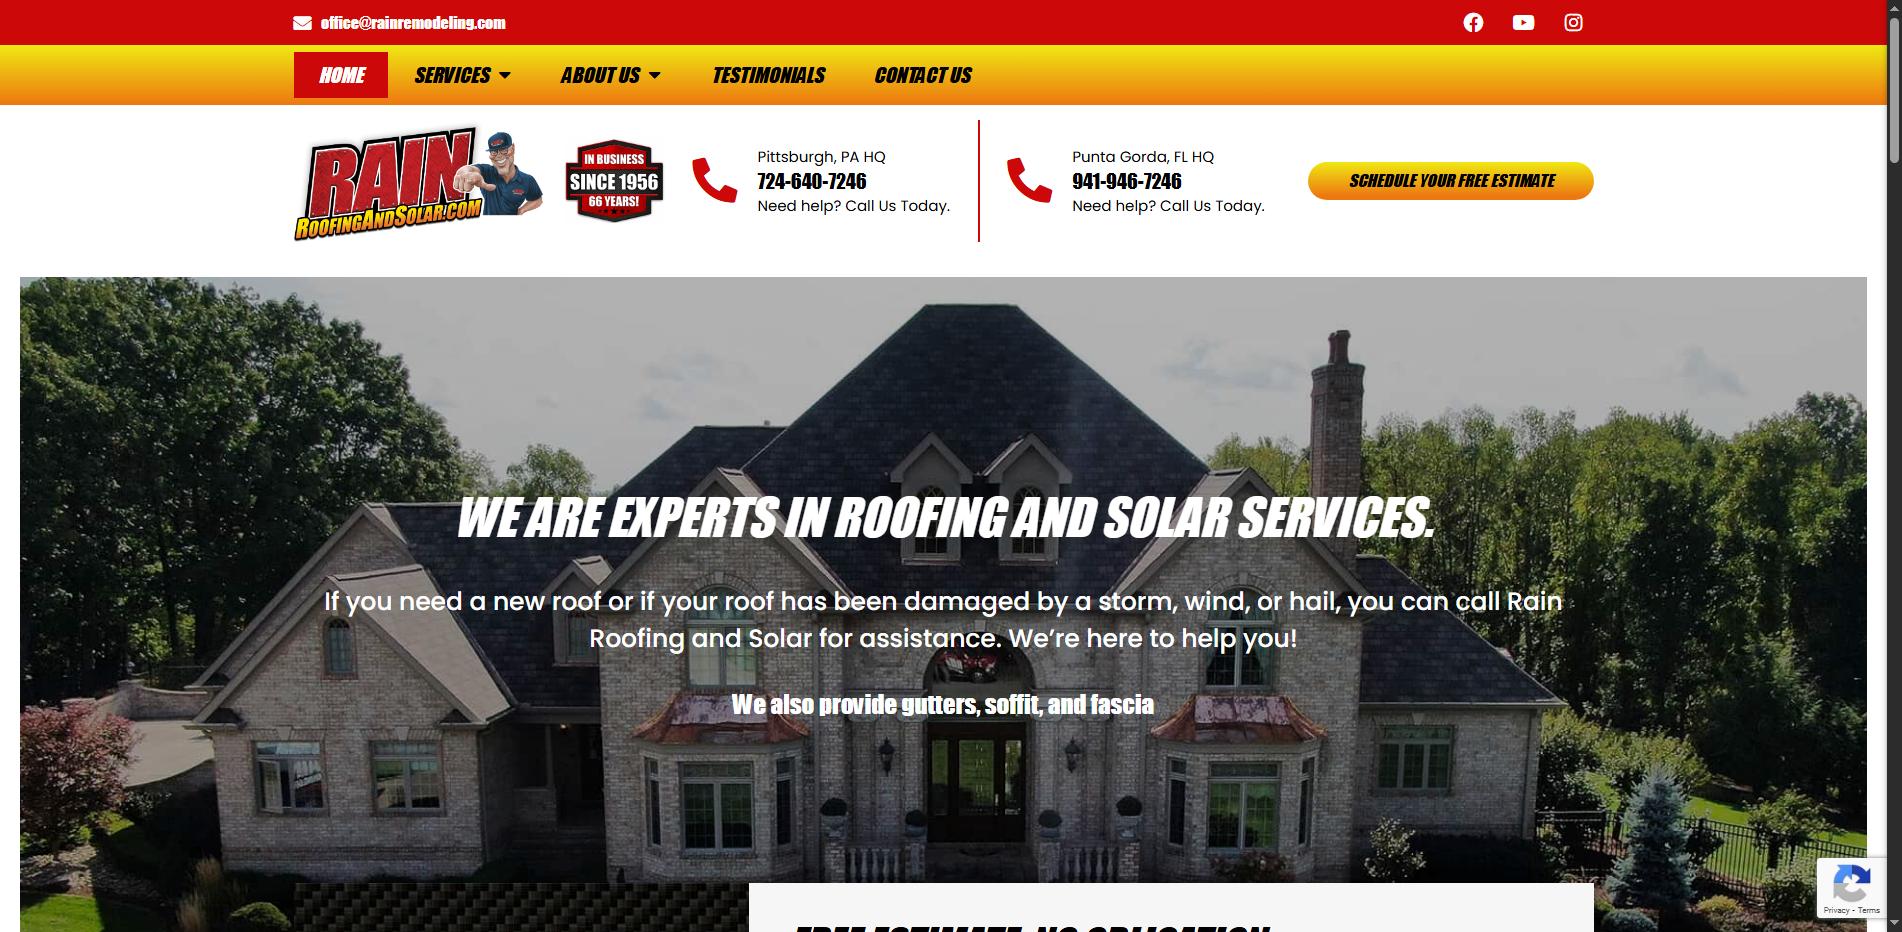 office@rainremodeling.com
HOME
SERVICES
ABOUT US
TESTIMONIALS
CONTACT US
RAIN
ROOFINGANDSOLAR.COM
IN BUSINESS
SINCE 1956
66 YEARS!
Pittsburgh, PA HQ
724-640-7246
Need help? Call Us Today.
Punta Gorda, FL HQ
941-946-7246
Need help? Call Us Today.
SCHEDULE YOUR FREE ESTIMATE
WE ARE EXPERTS IN ROOFING AND SOLAR SERVICES.
If you need a new roof or if your roof has been damaged by a storm, wind, or hail, you can call Rain
Roofing and Solar for assistance. We’re here to help you!
We also provide gutters, soffit, and fascia
FREE ESTIMATE, NO OBLIGATION
Privacy - Terms